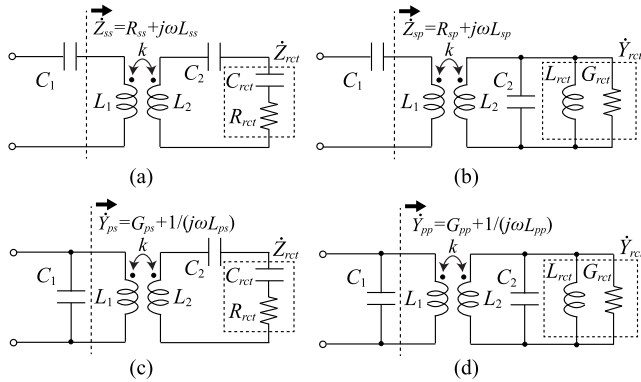 Ż_ss=R_ss+jωL_ss
k
C_1
L_1
L_2
C_2
Ż_rct
C_rct
R_rct
(a)
Ż_sp=R_sp+jωL_sp
k
C_1
L_1
L_2
C_2
Ẏ_rct
L_rct
G_rct
(b)
Ẏ_ps=G_ps+1/(jωL_ps)
k
C_1
L_1
L_2
C_2
Ż_rct
C_rct
R_rct
(c)
Ẏ_pp=G_pp+1/(jωL_pp)
k
C_1
L_1
L_2
C_2
Ẏ_rct
L_rct
G_rct
(d)